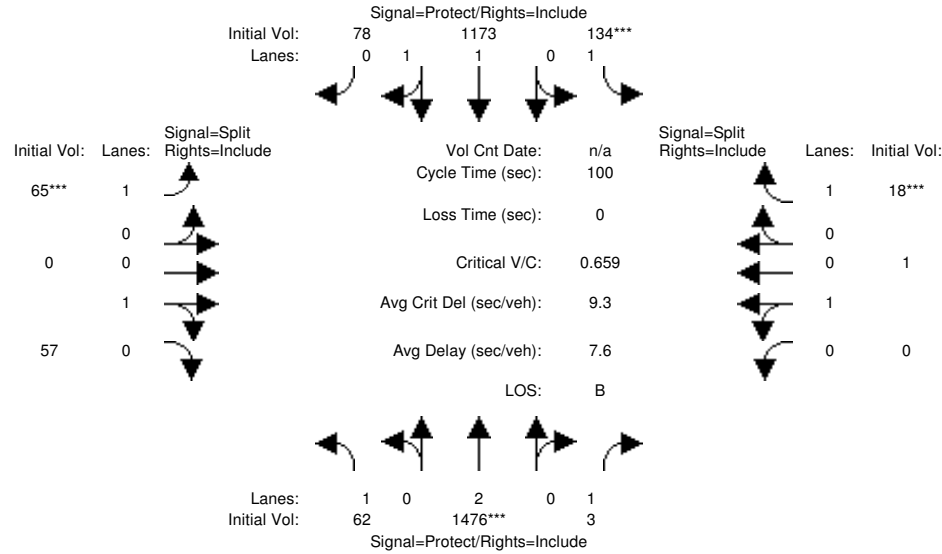 Signal=Protect/Rights=Include
Initial Vol: 78 1173 134***
Lanes: 0 1 1 0 1
Signal=Split
Initial Vol: Lanes: Rights=Include
Vol Cnt Date: n/a
Signal=Split
Rights=Include Lanes: Initial Vol:
Cycle Time (sec): 100
65*** 1
1 18***
Loss Time (sec): 0
0
0
0 0
Critical V/C: 0.659
0 1
1
Avg Crit Del (sec/veh): 9.3
1
57 0
Avg Delay (sec/veh): 7.6
0 0
LOS: B
Lanes: 1 0 2 0 1
Initial Vol: 62 1476*** 3
Signal=Protect/Rights=Include